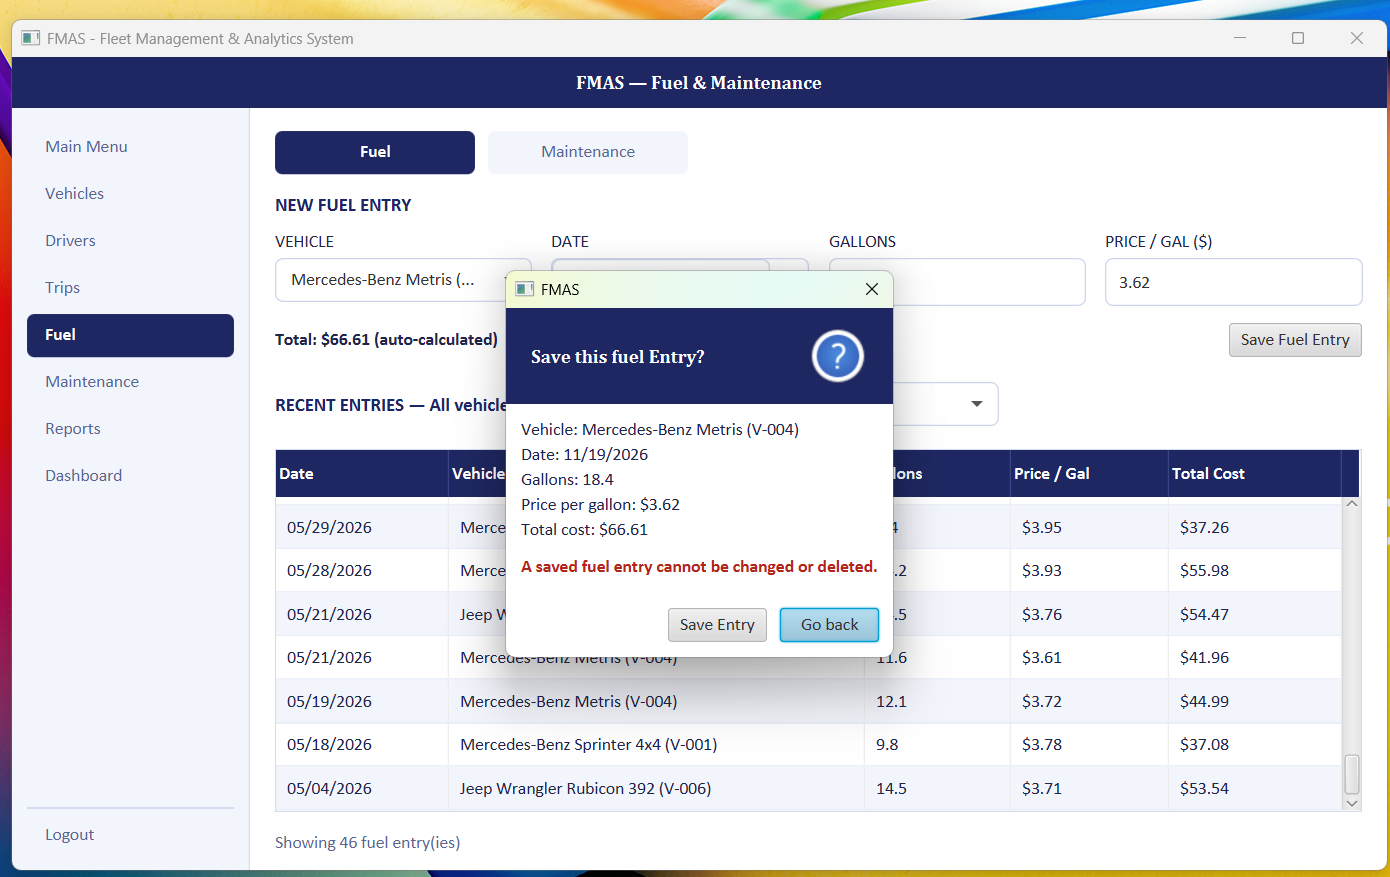 FMAS - Fleet Management & Analytics System
FMAS — Fuel & Maintenance
Main Menu
Vehicles
Drivers
Trips
Fuel
Maintenance
Reports
Dashboard
Logout
Fuel Maintenance
NEW FUEL ENTRY
VEHICLE DATE GALLONS PRICE / GAL ($)
Mercedes-Benz Metris (... 3.62
Total: $66.61 (auto-calculated) Save Fuel Entry
RECENT ENTRIES — All
FMAS
Save this fuel Entry?
Vehicle: Mercedes-Benz Metris (V-004)
Date: 11/19/2026
Gallons: 18.4
Price per gallon: $3.62
Total cost: $66.61
A saved fuel entry cannot be changed or deleted.
Save Entry Go back
Date Vehicle Price / Gal Total Cost
05/29/2026 $3.95 $37.26
05/28/2026 $3.93 $55.98
05/21/2026 Jeep $3.76 $54.47
05/21/2026 Mercedes-Benz Metris (V-004) 11.6 $3.61 $41.96
05/19/2026 Mercedes-Benz Metris (V-004) 12.1 $3.72 $44.99
05/18/2026 Mercedes-Benz Sprinter 4x4 (V-001) 9.8 $3.78 $37.08
05/04/2026 Jeep Wrangler Rubicon 392 (V-006) 14.5 $3.71 $53.54
Showing 46 fuel entry(ies)